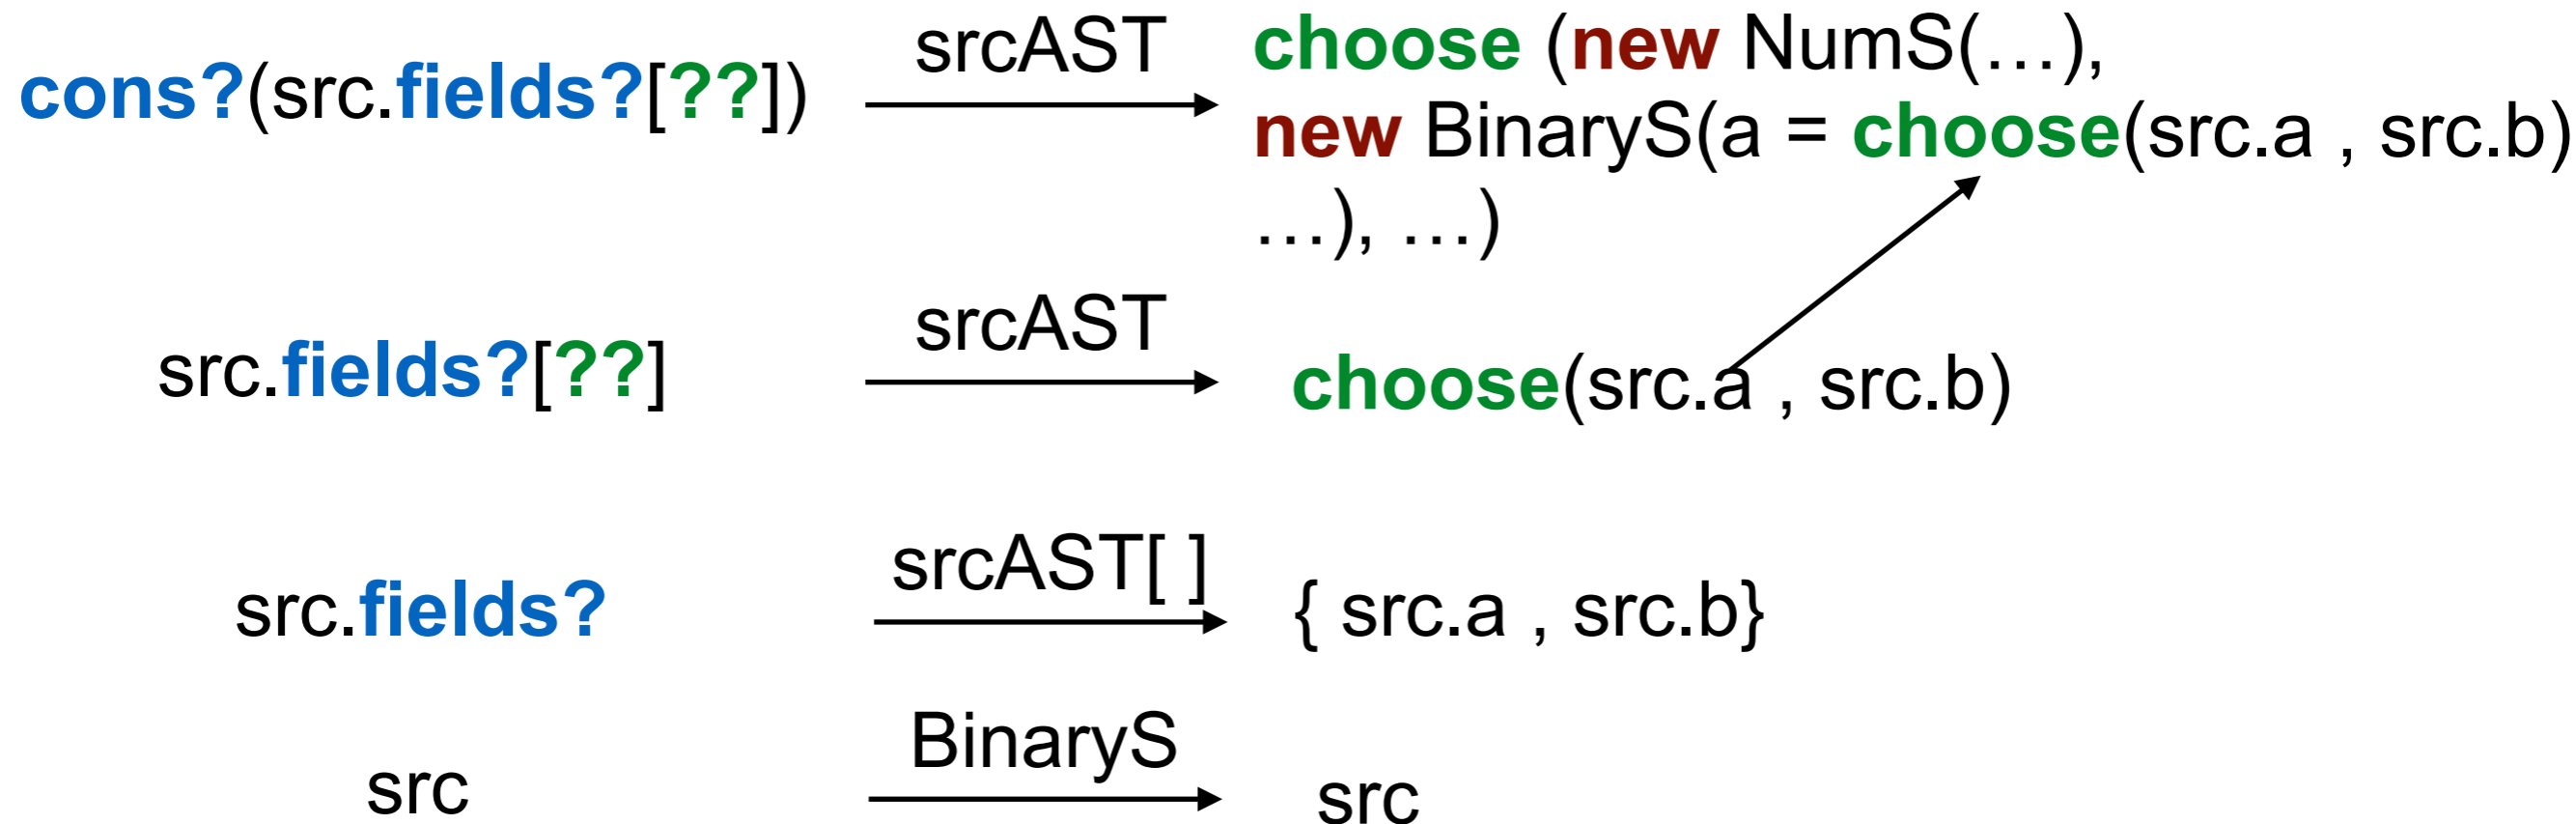 cons?(src.fields?[??])
srcAST
choose (new NumS(…),
new BinaryS(a = choose(src.a , src.b)
…), …)
src.fields?[??]
srcAST
choose(src.a , src.b)
src.fields?
srcAST[ ]
{ src.a , src.b}
src
BinaryS
src